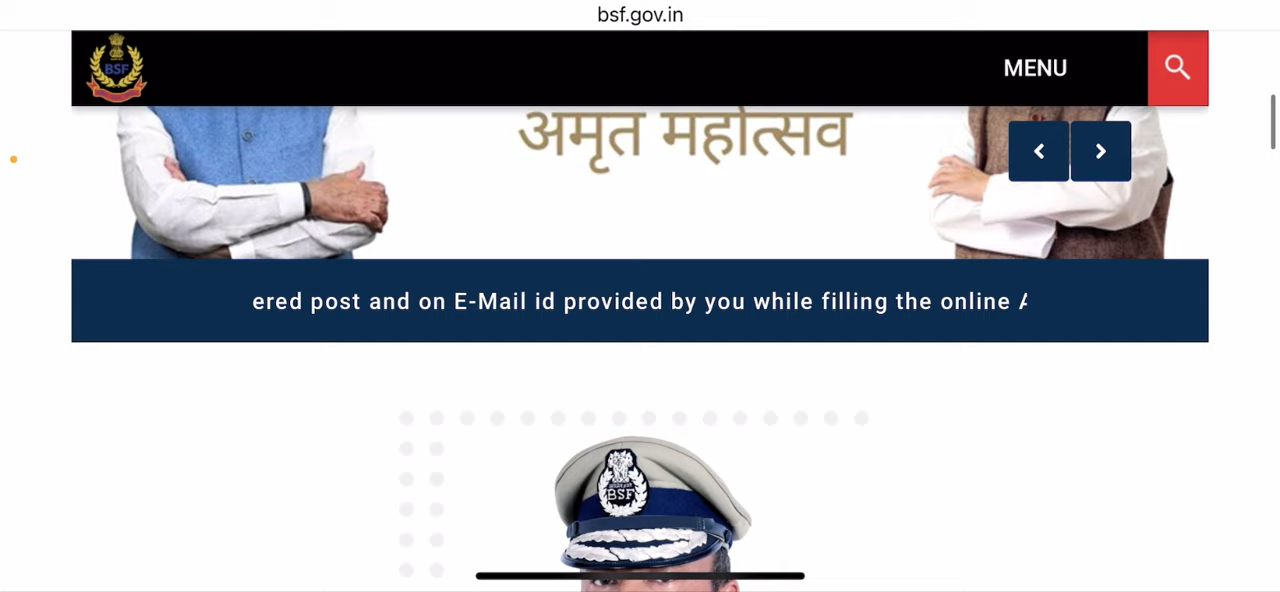 bsf.gov.in
BSF
MENU
अमृत महोत्सव
ered post and on E-Mail id provided by you while filling the online
BSF